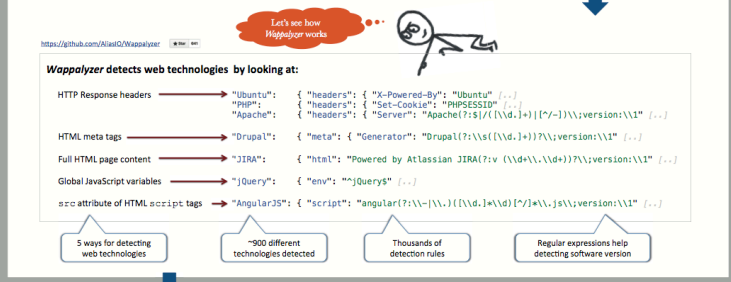 Let's see how
Wappalyzer works
https://github.com/AliasIO/Wappalyzer
Star
Wappalyzer detects web technologies by looking at:
HTTP Response headers "Ubuntu": { "headers": { "X-Powered-By": "Ubuntu" [..]
"PHP": { "headers": { "Set-Cookie": "PHPSESSID" [..]
"Apache": { "headers": { "Server": "Apache(?:$|/([\\d.]+)|[^/-])\\;version:\\1" [..]
HTML meta tags "Drupal": { "meta": { "Generator": "Drupal(?:\\s([\\d.]+))?\\;version:\\1" [..]
Full HTML page content "JIRA": { "html": "Powered by Atlassian JIRA(?:v (\\d+\\.\\d+))?\\;version:\\1" [..]
Global JavaScript variables "jQuery": { "env": "^jQuery$" [..]
src attribute of HTML script tags "AngularJS": { "script": "angular(?:\\-|\\.)([\\d.]*\\d)[^/]*\\.js\\;version:\\1" [..]
5 ways for detecting
web technologies
~900 different
technologies detected
Thousands of
detection rules
Regular expressions help
detecting software version